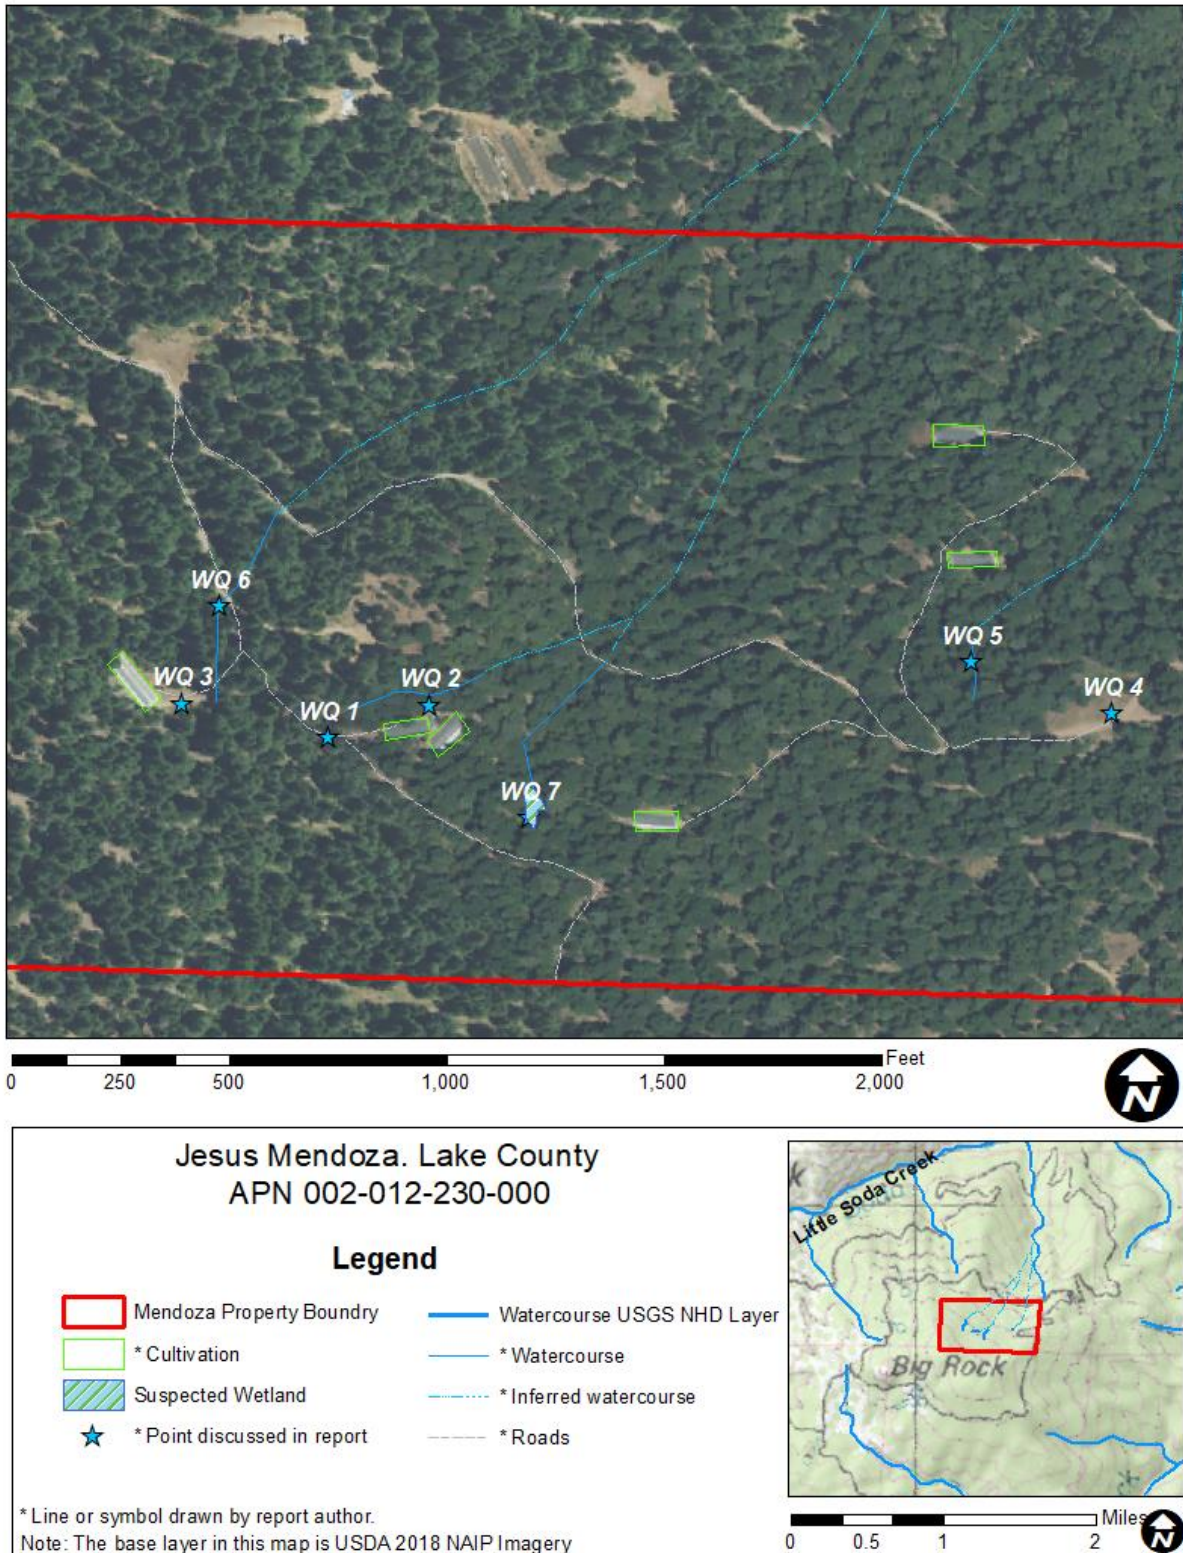 WQ 6
WQ 3
WQ 1
WQ 2
WQ 7
WQ 5
WQ 4
0 250 500 1,000 1,500 2,000 Feet
N
Jesus Mendoza. Lake County
APN 002-012-230-000
Legend
Mendoza Property Boundry
* Cultivation
Suspected Wetland
* Point discussed in report
Watercourse USGS NHD Layer
* Watercourse
* Inferred watercourse
* Roads
* Line or symbol drawn by report author.
Note: The base layer in this map is USDA 2018 NAIP Imagery
Little Soda Creek
Big Rock
0 0.5 1 2 Miles
N